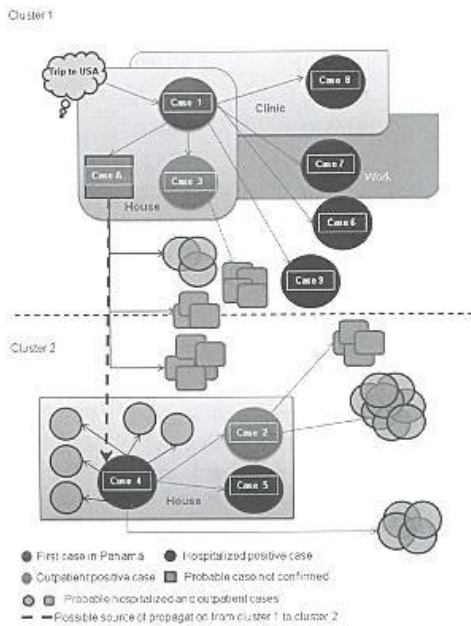 Cluster 1
Trip to USA
Case 1
Case 8
Clinic
Case A
Case 3
Case 7
Work
House
Case 6
Case 9
Cluster 2
Case 2
Case 4
Case 5
House
First case in Panama
Hospitalized positive case
Outpatient positive case
Probable case not confirmed
Probable hospitalized and outpatient cases
Possible source of propagation from cluster 1 to cluster 2